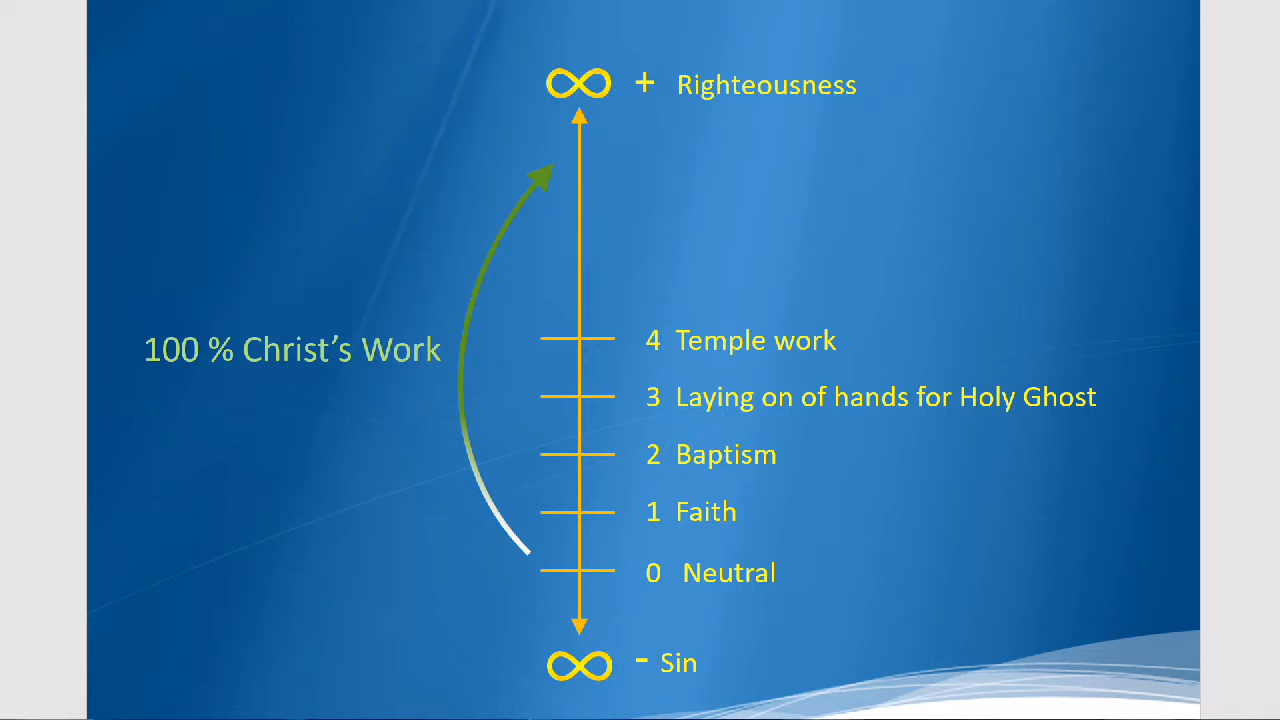 ∞ + Righteousness
100 % Christ’s Work
4 Temple work
3 Laying on of hands for Holy Ghost
2 Baptism
1 Faith
0 Neutral
∞ - Sin